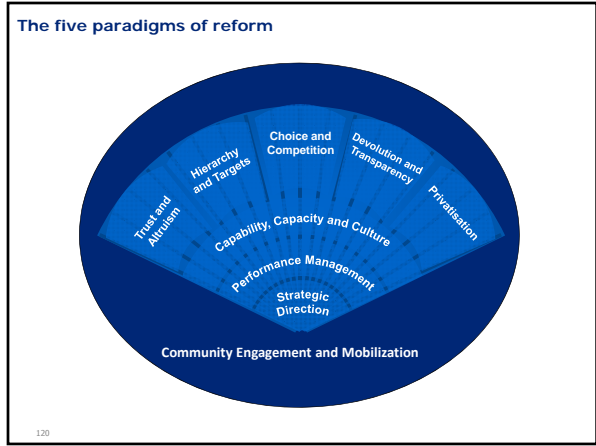 The five paradigms of reform
Trust and
Altruism
Hierarchy
and Targets
Choice and
Competition
Devolution and
Transparency
Privatisation
Capability, Capacity and Culture
Performance Management
Strategic
Direction
Community Engagement and Mobilization
120